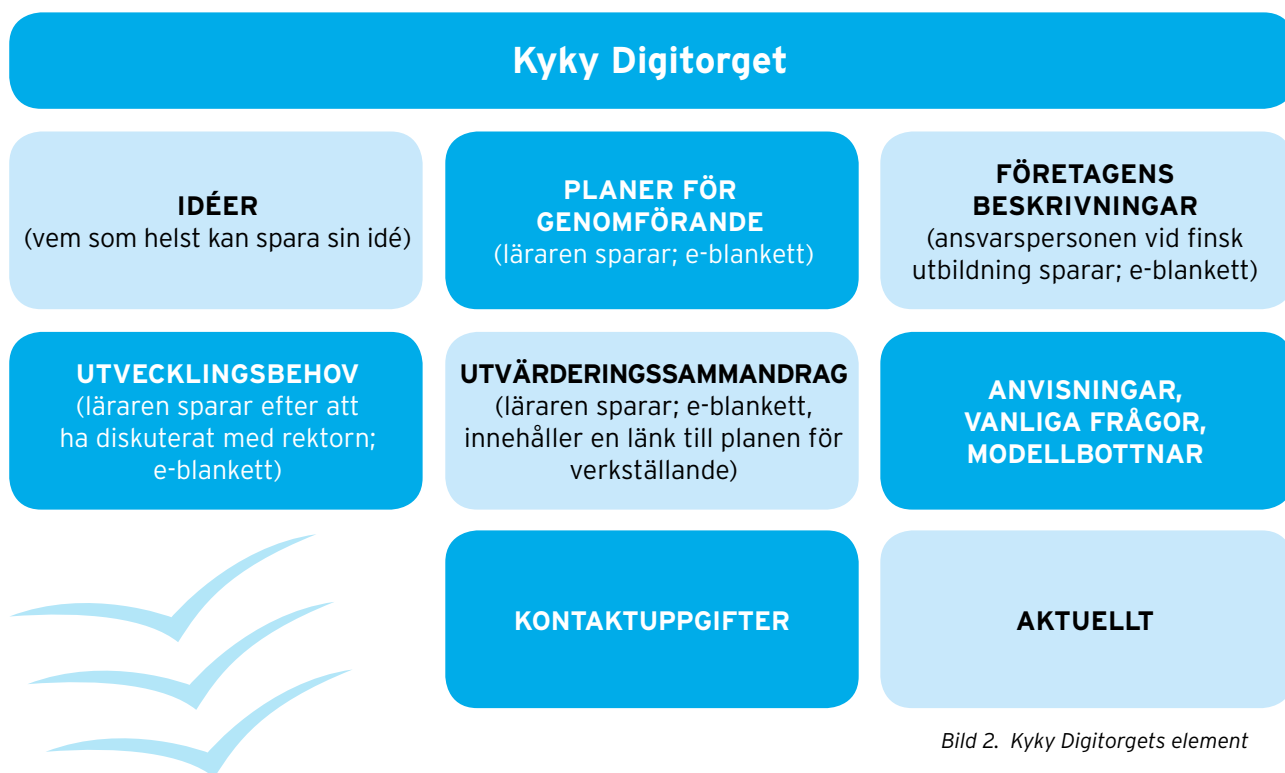 Kyky Digitorget
IDÉER
(vem som helst kan spara sin idé)
PLANER FÖR
GENOMFÖRANDE
(läraren sparar; e-blankett)
FÖRETAGENS
BESKRIVNINGAR
(ansvarspersonen vid finsk
utbildning sparar; e-blankett)
UTVECKLINGSBEHOV
(läraren sparar efter att
ha diskuterat med rektorn;
e-blankett)
UTVÄRDERINGSSAMMANDRAG
(läraren sparar; e-blankett,
innehåller en länk till planen för
verkställande)
ANVISNINGAR,
VANLIGA FRÅGOR,
MODELLBOTTNAR
KONTAKTUPPGIFTER
AKTUELLT
Bild 2. Kyky Digitorgets element